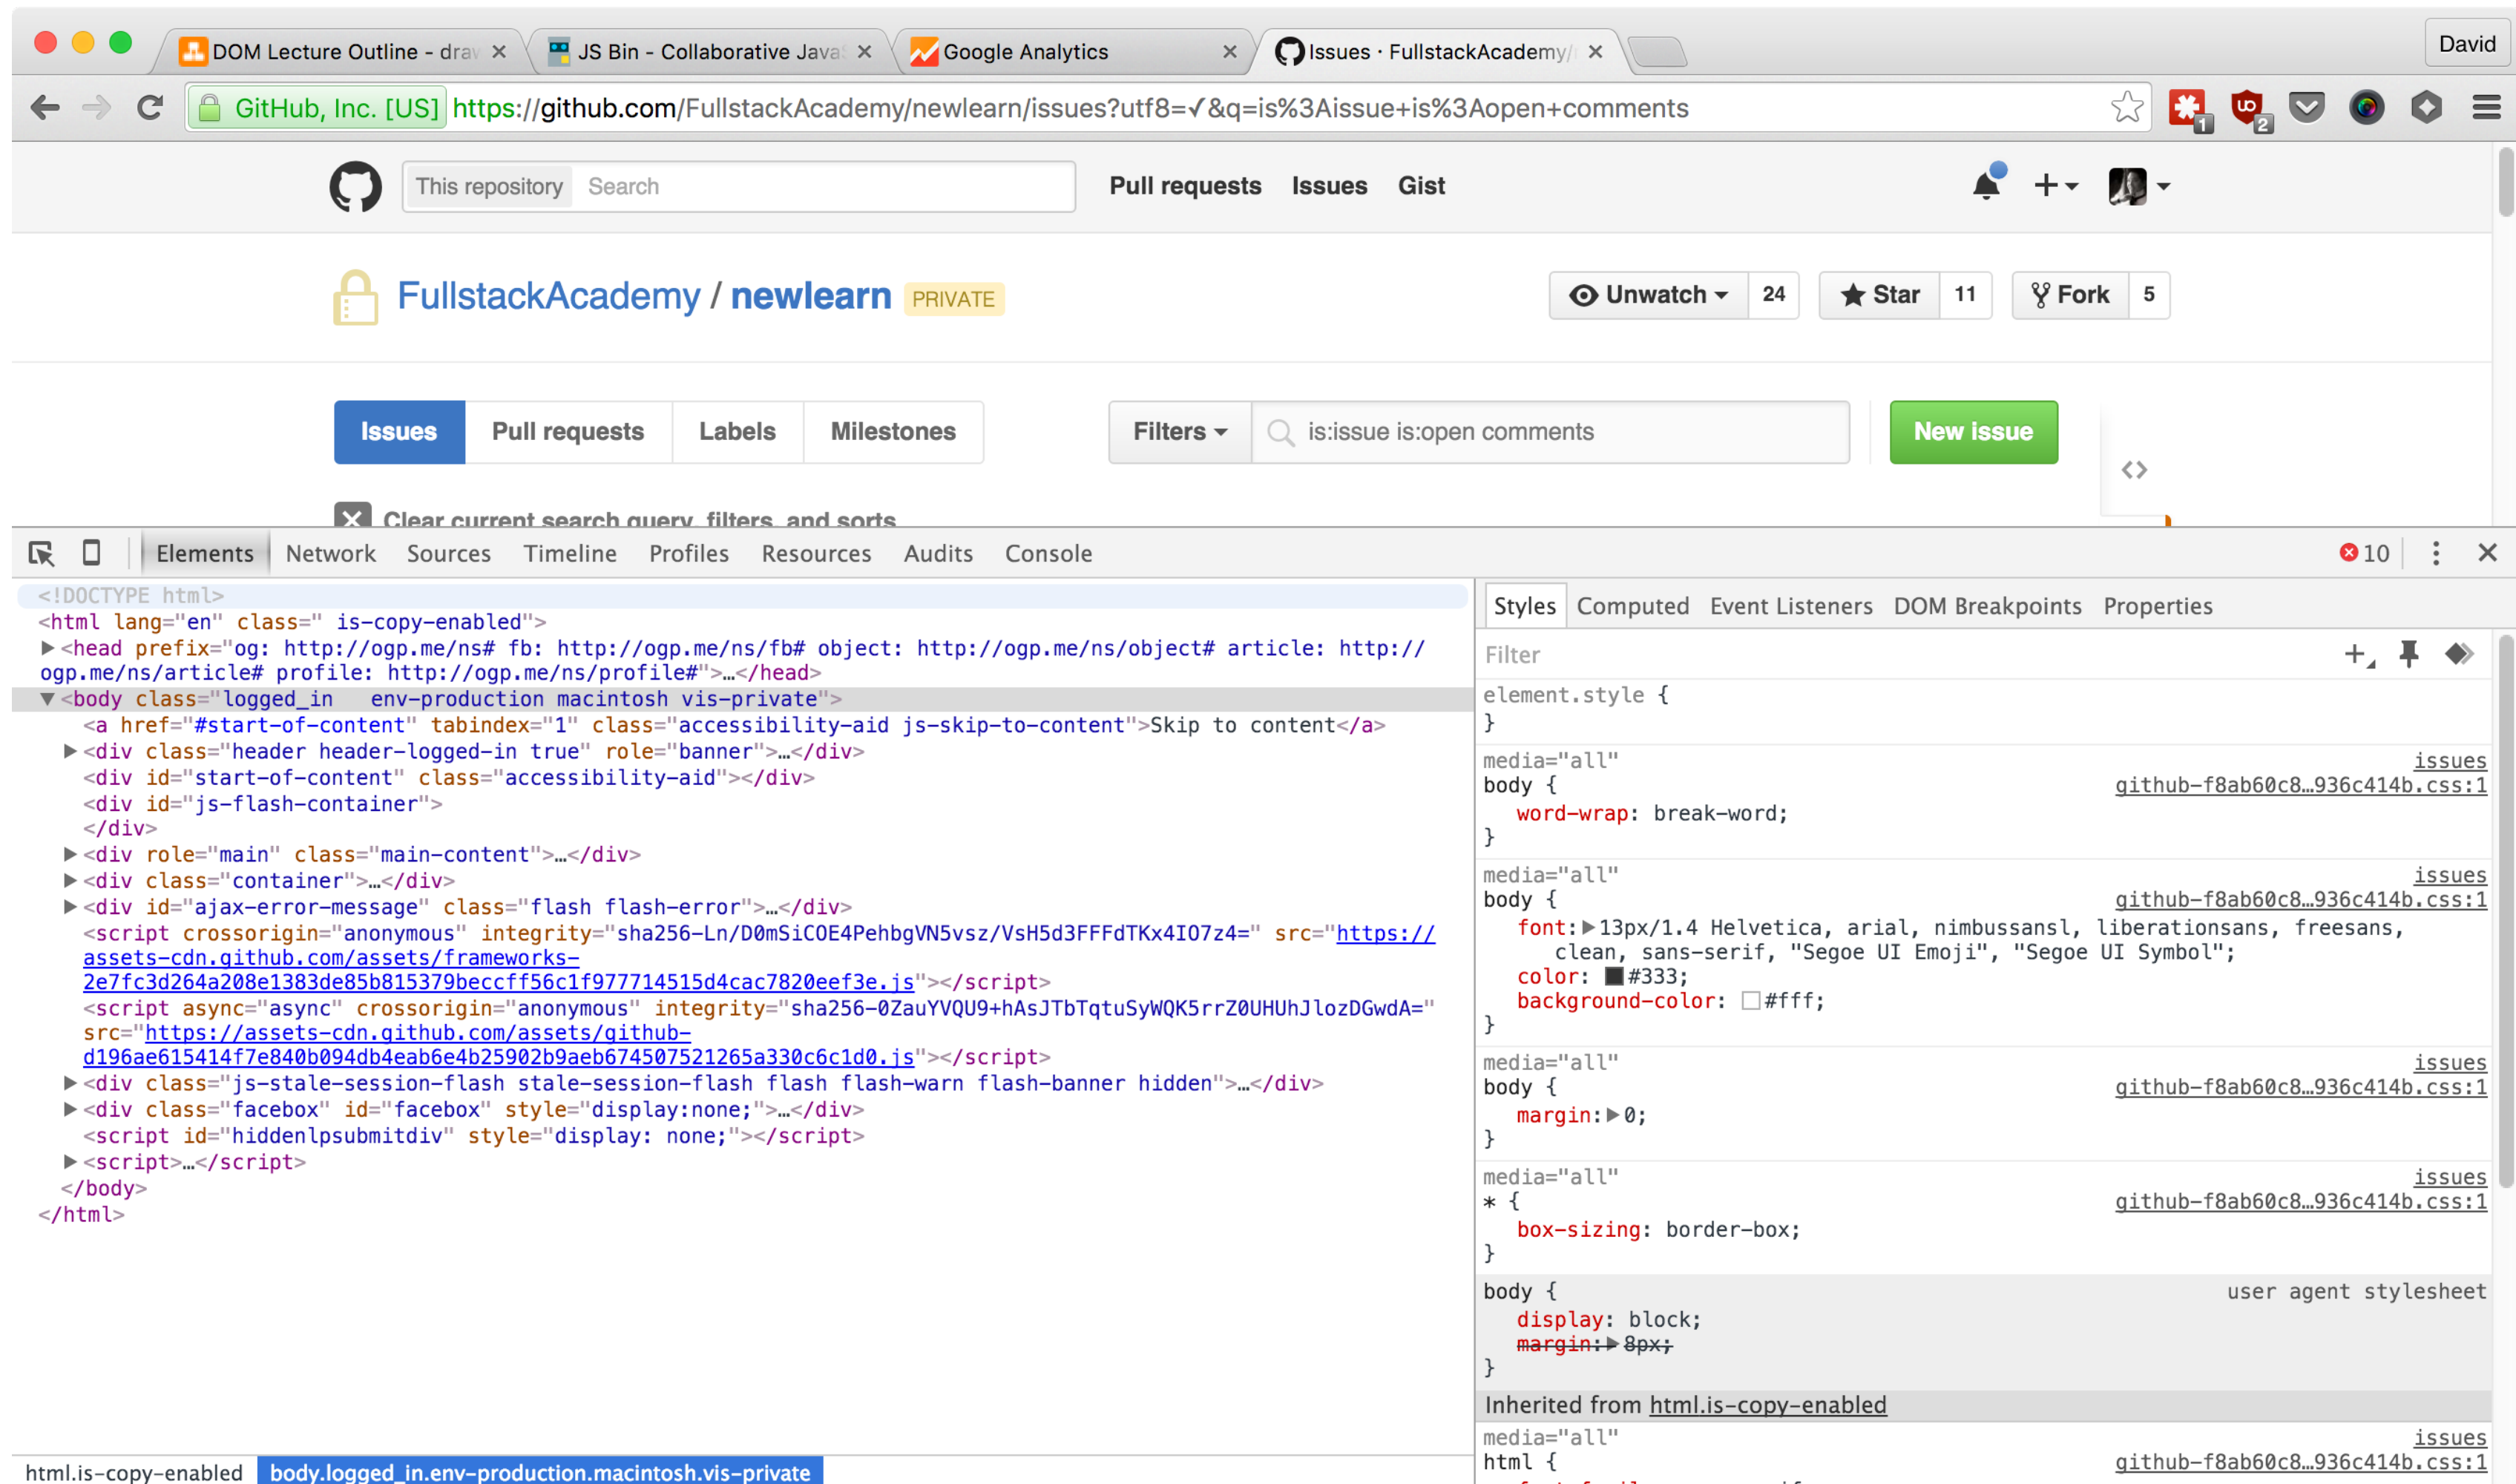 DOM Lecture Outline - draw
JS Bin - Collaborative JavaS
Google Analytics
Issues · FullstackAcademy/
David
GitHub, Inc. [US] https://github.com/FullstackAcademy/newlearn/issues?utf8=✓&q=is%3Aissue+is%3Aopen+comments
1
2
This repository Search Pull requests Issues Gist
FullstackAcademy / newlearn PRIVATE
Unwatch 24 Star 11 Fork 5
Issues Pull requests Labels Milestones Filters is:issue is:open comments New issue
Clear current search query, filters, and sorts
Elements Network Sources Timeline Profiles Resources Audits Console 10
<!DOCTYPE html>
<html lang="en" class=" is-copy-enabled">
<head prefix="og: http://ogp.me/ns# fb: http://ogp.me/ns/fb# object: http://ogp.me/ns/object# article: http://
ogp.me/ns/article# profile: http://ogp.me/ns/profile#">…</head>
<body class="logged_in   env-production macintosh vis-private">
<a href="#start-of-content" tabindex="1" class="accessibility-aid js-skip-to-content">Skip to content</a>
<div class="header header-logged-in true" role="banner">…</div>
<div id="start-of-content" class="accessibility-aid"></div>
<div id="js-flash-container">
</div>
<div role="main" class="main-content">…</div>
<div class="container">…</div>
<div id="ajax-error-message" class="flash flash-error">…</div>
<script crossorigin="anonymous" integrity="sha256-Ln/D0mSiCOE4PehbgVN5vsz/VsH5d3FFFdTKx4IO7z4=" src="https://
assets-cdn.github.com/assets/frameworks-
2e7fc3d264a208e1383de85b815379beccff56c1f977714515d4cac7820eef3e.js"></script>
<script async="async" crossorigin="anonymous" integrity="sha256-0ZauYVQU9+hAsJTbTqtuSyWQK5rrZ0UHUhJlozDGwdA="
src="https://assets-cdn.github.com/assets/github-
d196ae615414f7e840b094db4eab6e4b25902b9aeb674507521265a330c6c1d0.js"></script>
<div class="js-stale-session-flash stale-session-flash flash flash-warn flash-banner hidden">…</div>
<div class="facebox" id="facebox" style="display:none;">…</div>
<script id="hiddenlpsubmitdiv" style="display: none;"></script>
<script>…</script>
</body>
</html>
html.is-copy-enabled body.logged_in.env-production.macintosh.vis-private
Styles Computed Event Listeners DOM Breakpoints Properties
Filter
element.style {
}
media="all" issues
body { github-f8ab60c8…936c414b.css:1
word-wrap: break-word;
}
media="all" issues
body { github-f8ab60c8…936c414b.css:1
font: 13px/1.4 Helvetica, arial, nimbussansl, liberationsans, freesans,
clean, sans-serif, "Segoe UI Emoji", "Segoe UI Symbol";
color: #333;
background-color: #fff;
}
media="all" issues
body { github-f8ab60c8…936c414b.css:1
margin: 0;
}
media="all" issues
* { github-f8ab60c8…936c414b.css:1
box-sizing: border-box;
}
body { user agent stylesheet
display: block;
margin: 8px;
}
Inherited from html.is-copy-enabled
media="all" issues
html { github-f8ab60c8…936c414b.css:1